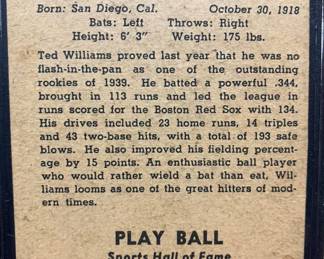 Born: San Diego, Cal. October 30, 1918
Bats: Left Throws: Right
Height: 6' 3" Weight: 175 lbs.
Ted Williams proved last year that he was no
flash-in-the-pan as one of the outstanding
rookies of 1939. He batted a powerful .344,
brought in 113 runs and led the league in
runs scored for the Boston Red Sox with 134.
His drives included 23 home runs, 14 triples
and 43 two-base hits, with a total of 193 safe
blows. He also improved his fielding percent-
age by 15 points. An enthusiastic ball player
who would rather wield a bat than eat, Wil-
liams looms as one of the great hitters of mod-
ern times.
PLAY BALL
Sports Hall of Fame